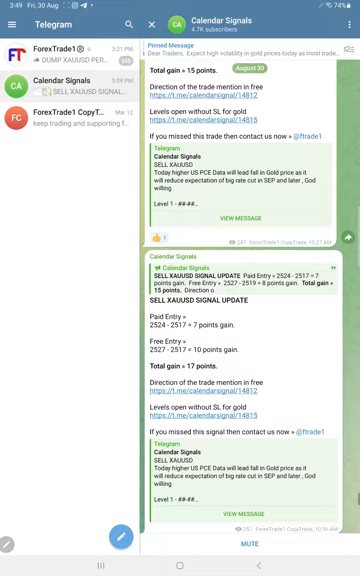 3:49 Fri, 30 Aug
74%
Telegram
ForexTrade1
3:21 PM
DUMP XAUUSD PER...
Calendar Signals
3:09 PM
SELL XAUUSD SIGNAL...
FC
ForexTrade1 CopyT...
Mar 12
keep trading and supporting f...
CA
Calendar Signals
4.7K subscribers
Pinned Message
Dear Traders, Expect high volatility in gold prices today as most trade...
August 30
Total gain » 15 points.
Direction of the trade mention in free
https://t.me/calendarsignal/14812
Levels open without SL for gold
https://t.me/calendarsignal/14815
If you missed this trade then contact us now » @ftrade1
Telegram
Calendar Signals
SELL XAUUSD
Today higher US PCE Data will lead fall in Gold price as it
will reduce expectation of big rate cut in SEP and later , God
willing
Level 1 - ##-##...
VIEW MESSAGE
1
247 ForexTrade1 CopyTrade, 10:27 AM
Calendar Signals
Calendar Signals
SELL XAUUSD SIGNAL UPDATE Paid Entry » 2524 - 2517 = 7
points gain. Free Entry » 2527 - 2519 = 8 points gain. Total gain »
15 points. Direction o
SELL XAUUSD SIGNAL UPDATE
Paid Entry »
2524 - 2517 = 7 points gain.
Free Entry »
2527 - 2517 = 10 points gain.
Total gain » 17 points.
Direction of the trade mention in free
https://t.me/calendarsignal/14812
Levels open without SL for gold
https://t.me/calendarsignal/14815
If you missed this signal then contact us now » @ftrade1
Telegram
Calendar Signals
SELL XAUUSD
Today higher US PCE Data will lead fall in Gold price as it
will reduce expectation of big rate cut in SEP and later , God
willing
Level 1 - ##-##...
VIEW MESSAGE
251 ForexTrade1 CopyTrade, 10:36 AM
MUTE